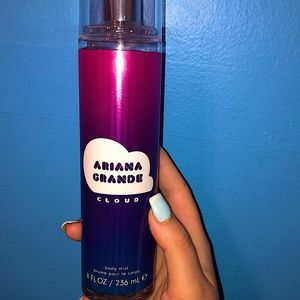 ARIANA
GRANDE
CLOUD
body mist
brume pour le corps
8 FL OZ / 236 mL ℮